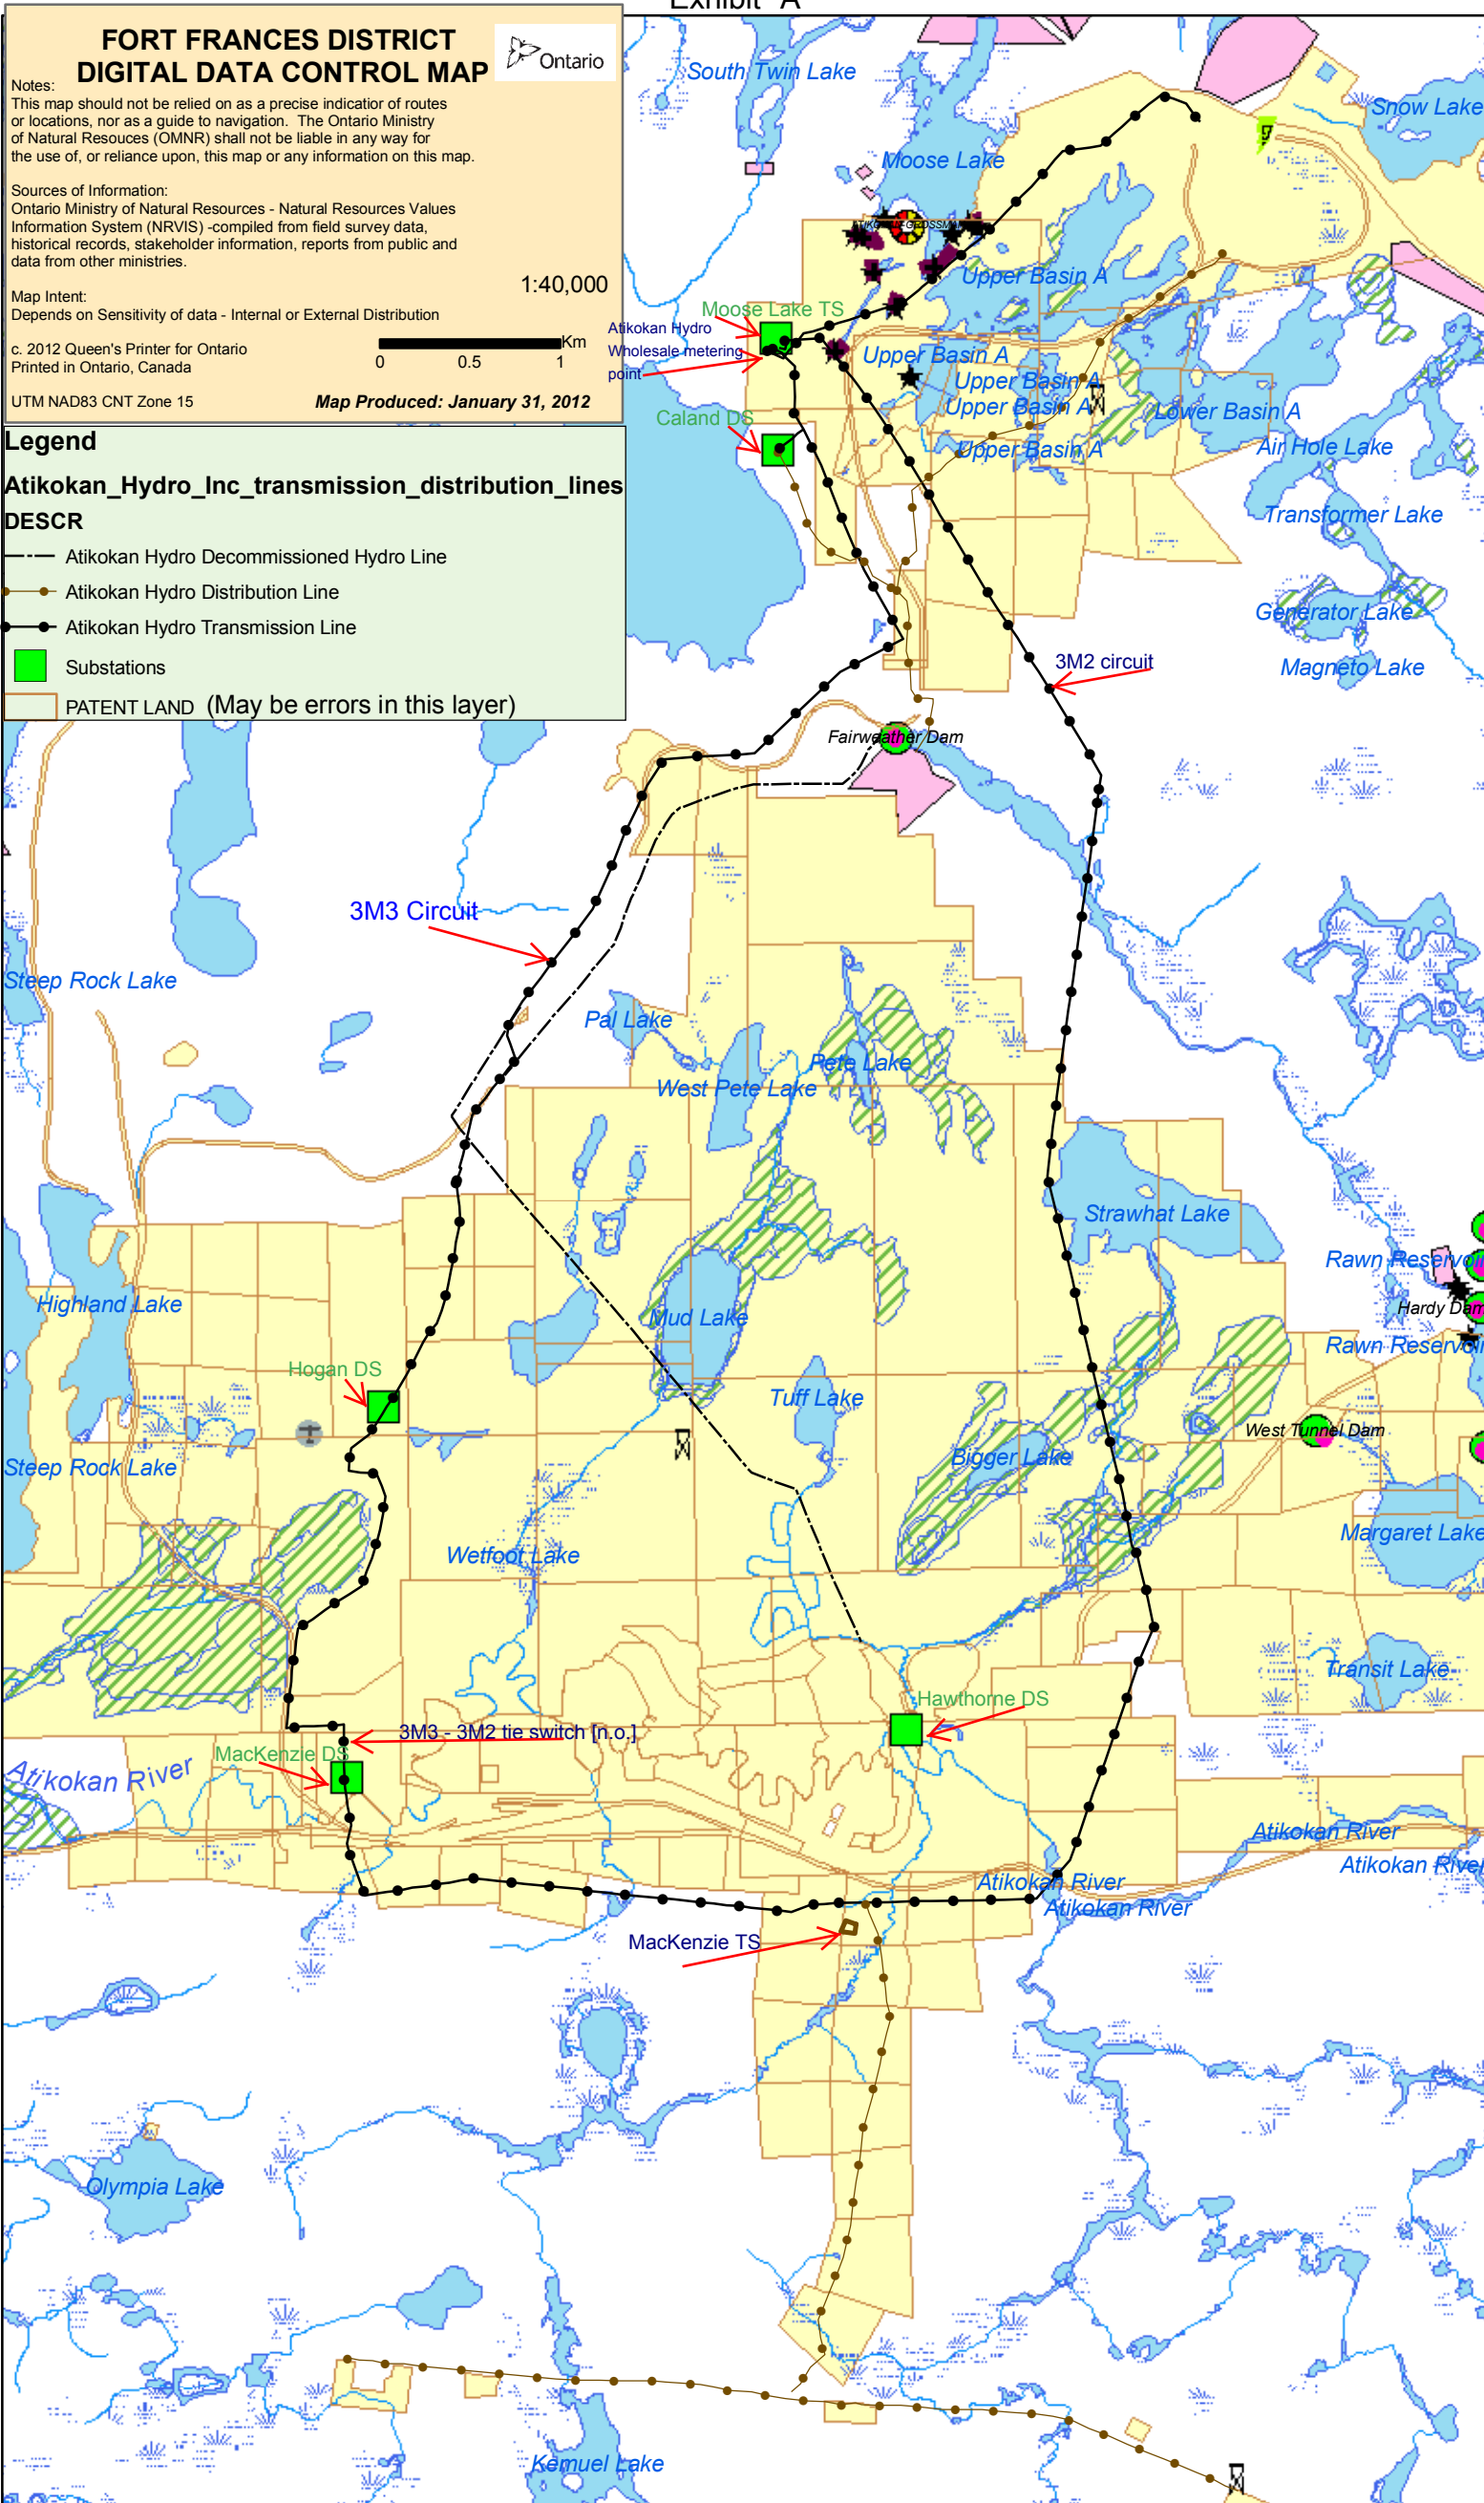 Exhibit "A"
FORT FRANCES DISTRICT
DIGITAL DATA CONTROL MAP
Ontario
Notes:
This map should not be relied on as a precise indicatior of routes
or locations, nor as a guide to navigation. The Ontario Ministry
of Natural Resouces (OMNR) shall not be liable in any way for
the use of, or reliance upon, this map or any information on this map.
Sources of Information:
Ontario Ministry of Natural Resources - Natural Resources Values
Information System (NRVIS) -compiled from field survey data,
historical records, stakeholder information, reports from public and
data from other ministries.
1:40,000
Map Intent:
Depends on Sensitivity of data - Internal or External Distribution
c. 2012 Queen's Printer for Ontario
Printed in Ontario, Canada
Km
0 0.5 1
UTM NAD83 CNT Zone 15
Map Produced: January 31, 2012
Legend
Atikokan_Hydro_Inc_transmission_distribution_lines
DESCR
Atikokan Hydro Decommissioned Hydro Line
Atikokan Hydro Distribution Line
Atikokan Hydro Transmission Line
Substations
PATENT LAND (May be errors in this layer)
South Twin Lake
Snow Lake
Moose Lake
Upper Basin A
Moose Lake TS
Atikokan Hydro
Wholesale metering
point
Upper Basin A
Upper Basin A
Upper Basin A
Lower Basin A
Caland DS
Upper Basin A
Air Hole Lake
Transformer Lake
Generator Lake
3M2 circuit
Magneto Lake
Fairweather Dam
3M3 Circuit
Steep Rock Lake
Pal Lake
Pete Lake
West Pete Lake
Strawhat Lake
Rawn Reservoir
Highland Lake
Hardy Dam
Mud Lake
Rawn Reservoir
Hogan DS
Tuff Lake
West Tunnel Dam
Bigger Lake
Steep Rock Lake
Margaret Lake
Wetfoot Lake
Transit Lake
Hawthorne DS
3M3 - 3M2 tie switch [n.o.]
MacKenzie DS
Atikokan River
Atikokan River
Atikokan River
Atikokan River
Atikokan River
MacKenzie TS
Olympia Lake
Kemuel Lake